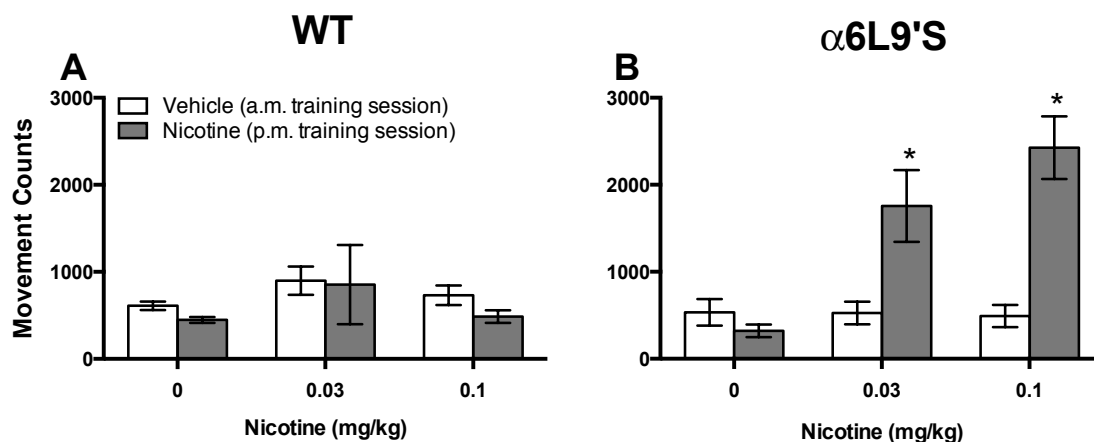 WT
α6L9'S
A
B
Vehicle (a.m. training session)
Nicotine (p.m. training session)
Movement Counts
3000
2000
1000
0
0
0.03
0.1
Nicotine (mg/kg)
3000
2000
1000
0
*
*
0
0.03
0.1
Nicotine (mg/kg)